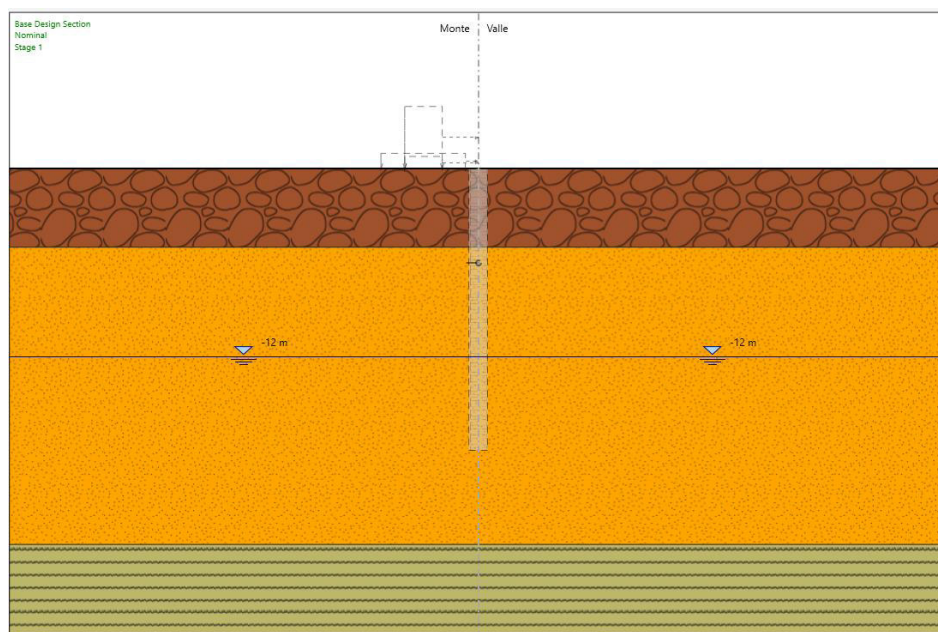 Base Design Section
Nominal
Stage 1
Monte
Valle
-12 m
-12 m